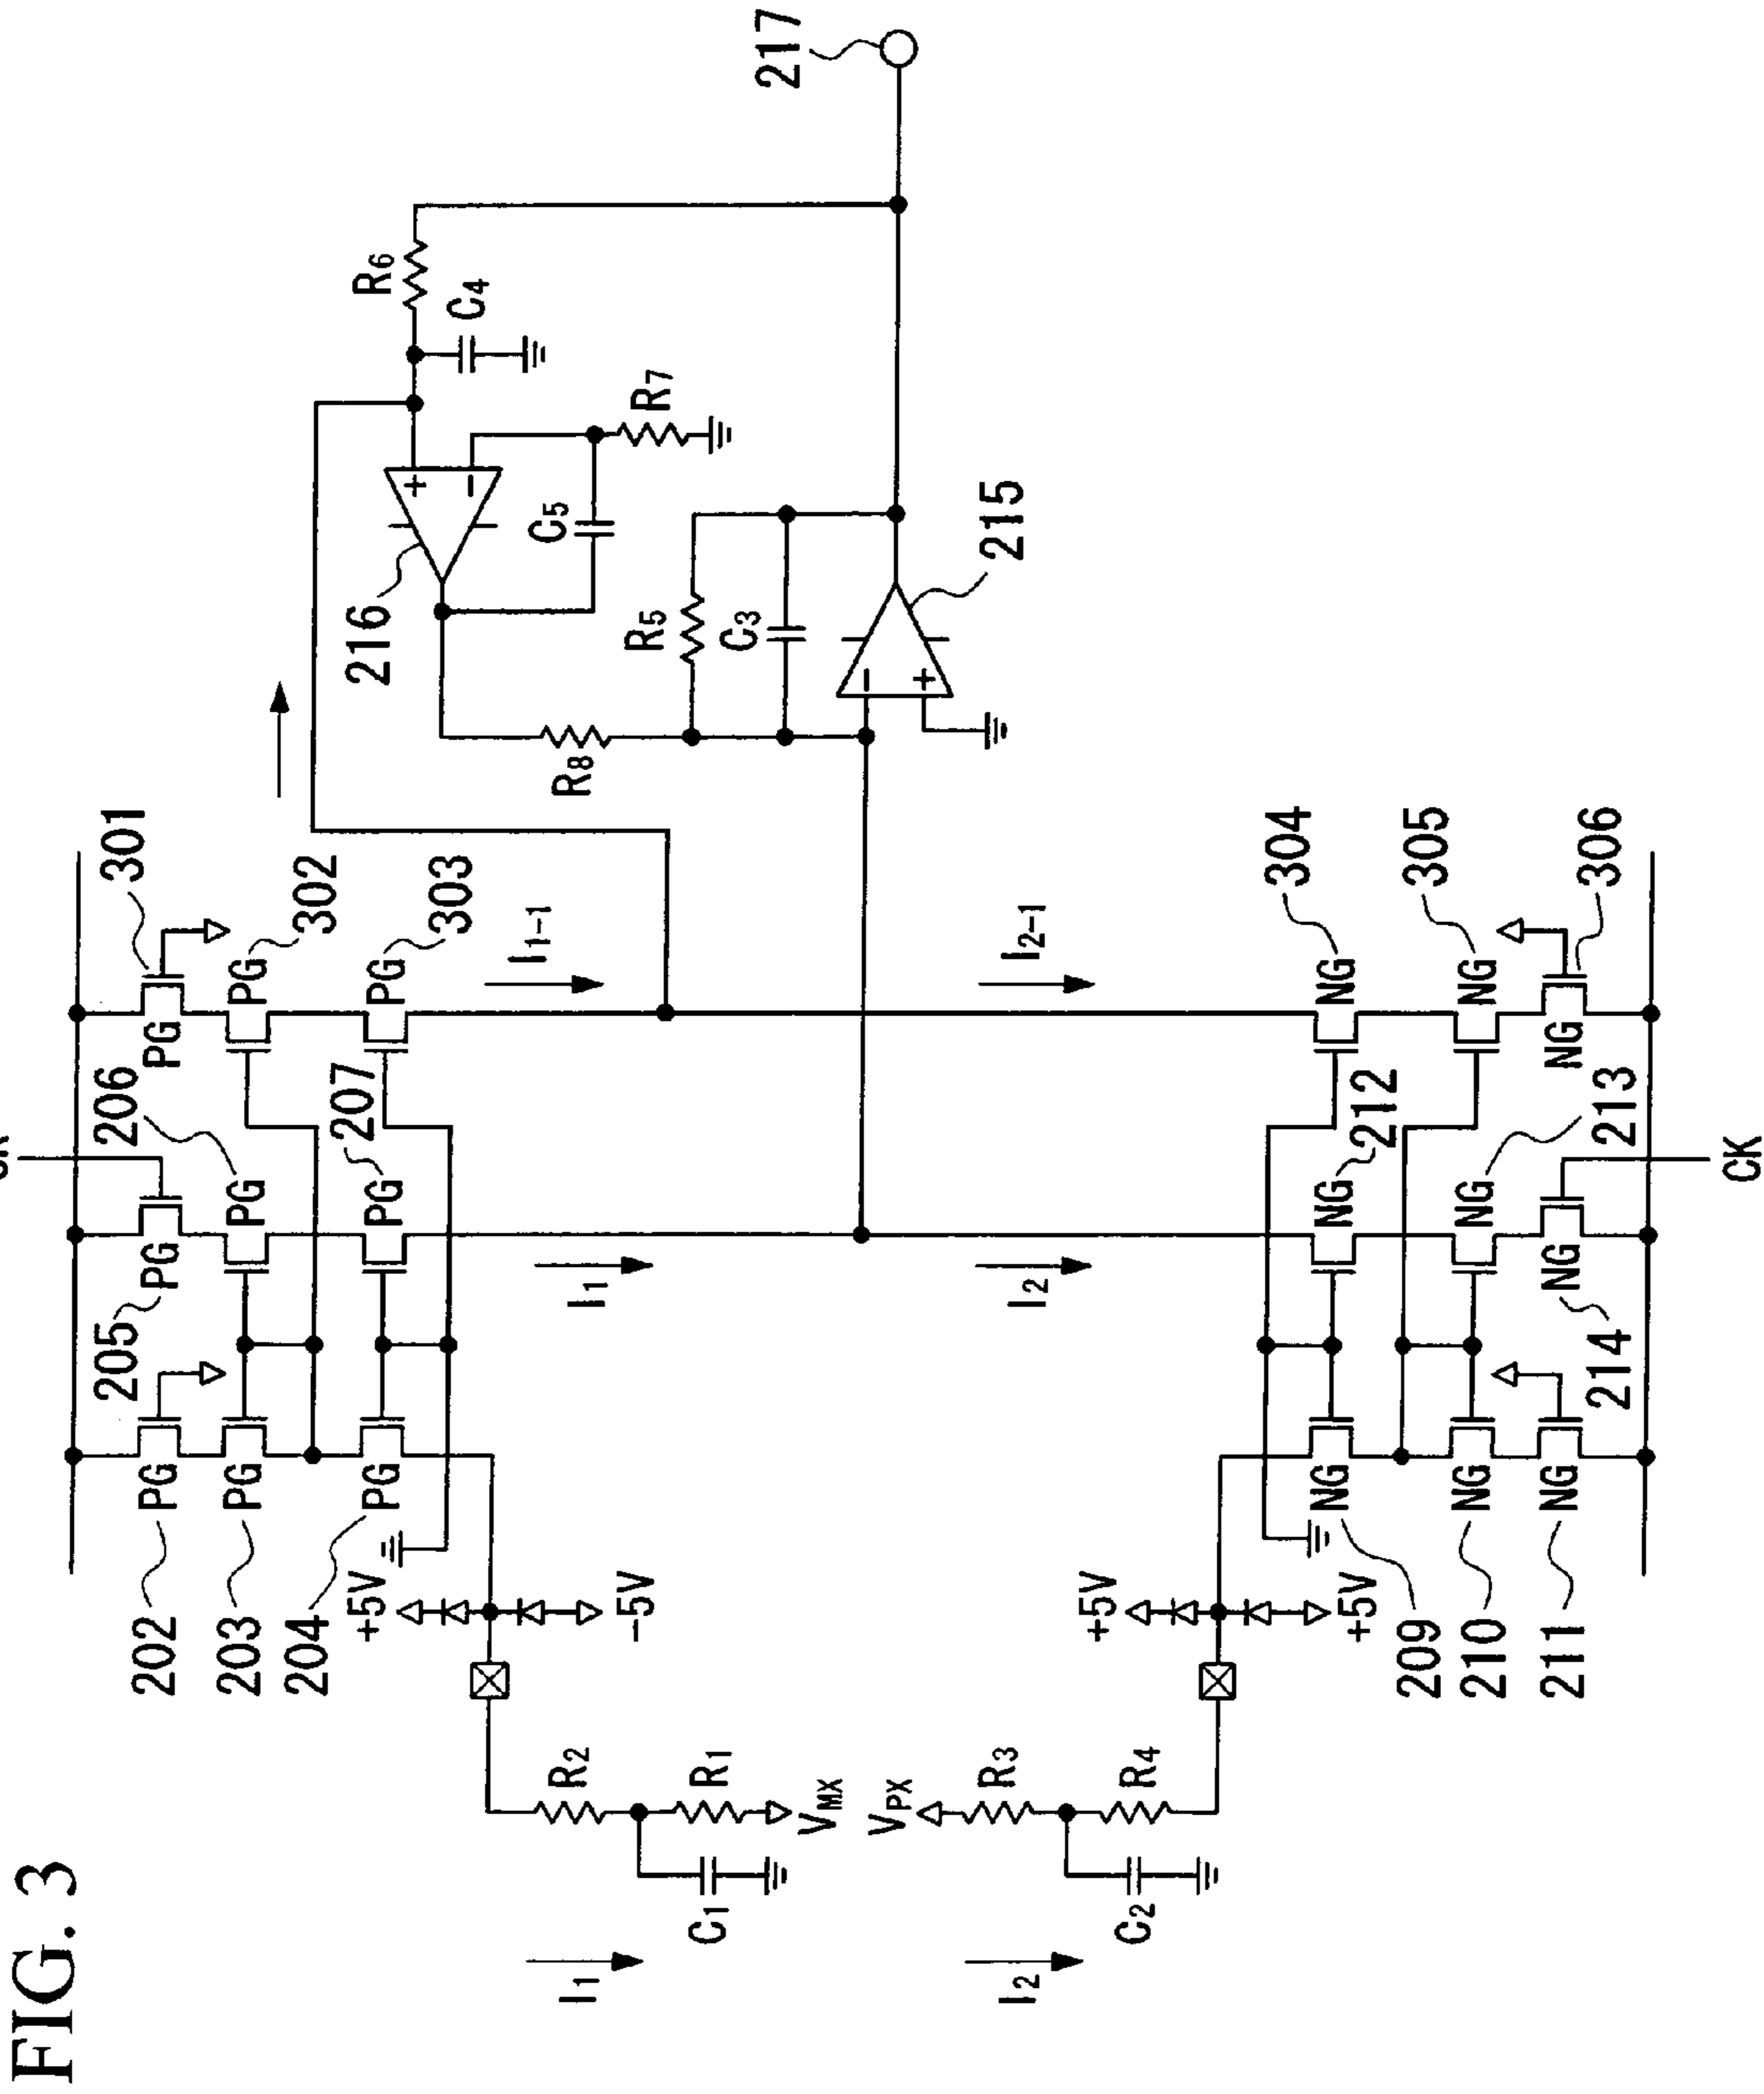 FIG. 3
CK
202
PG
203
PG
204
PG
205
PG
206
PG
207
PG
301
PG
302
PG
303
PG
+5V
-5V
R2
R1
C1
VMX
I1
I1
I1-1
216
+
-
R6
C4
C5
R7
R8
R5
C3
215
-
+
217
VPX
R3
R4
C2
I2
I2
I2-1
+5V
+5V
209
NG
210
NG
211
NG
212
NG
213
NG
214
NG
304
NG
305
NG
306
NG
CK